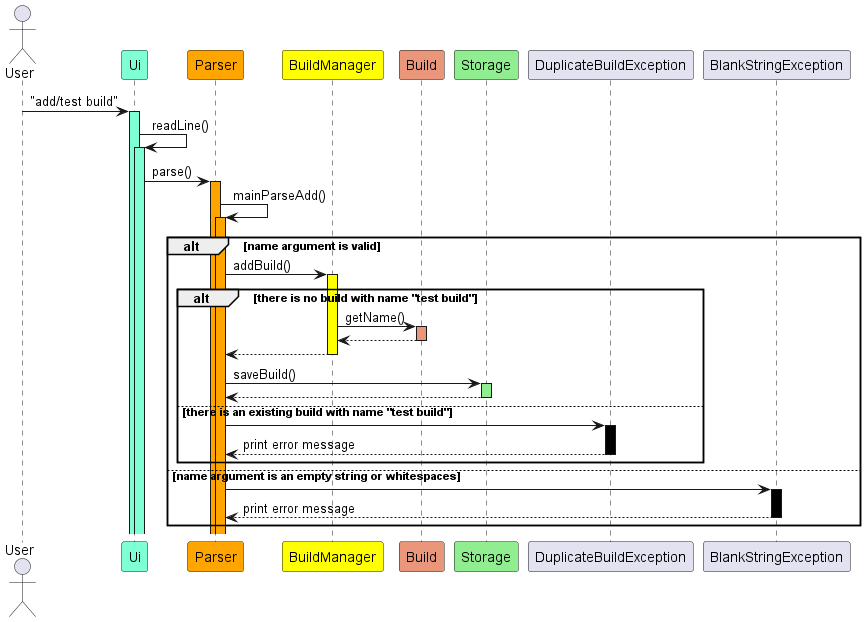 User
Ui
Parser
BuildManager
Build
Storage
DuplicateBuildException
BlankStringException
"add/test build"
readLine()
parse()
mainParseAdd()
alt
[name argument is valid]
addBuild()
alt
[there is no build with name "test build"]
getName()
saveBuild()
[there is an existing build with name "test build"]
print error message
[name argument is an empty string or whitespaces]
print error message
User
Ui
Parser
BuildManager
Build
Storage
DuplicateBuildException
BlankStringException